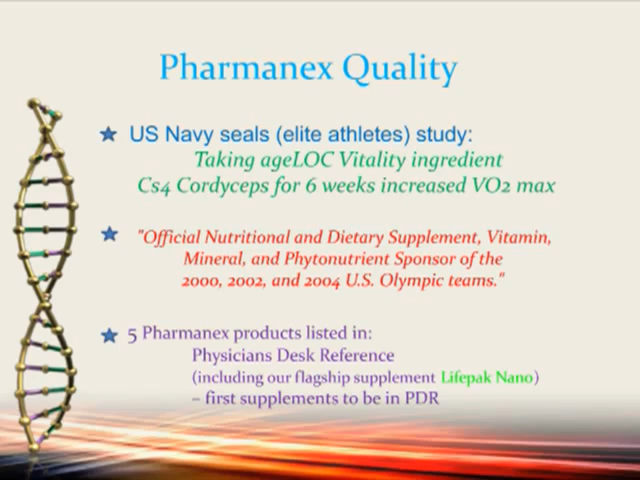 Pharmanex Quality
US Navy seals (elite athletes) study:
Taking ageLOC Vitality ingredient
Cs4 Cordyceps for 6 weeks increased VO2 max
"Official Nutritional and Dietary Supplement, Vitamin,
Mineral, and Phytonutrient Sponsor of the
2000, 2002, and 2004 U.S. Olympic teams."
5 Pharmanex products listed in:
Physicians Desk Reference
(including our flagship supplement Lifepak Nano)
– first supplements to be in PDR